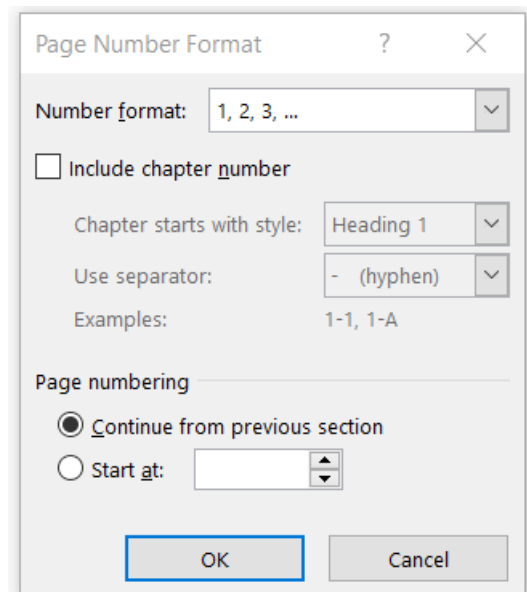 Page Number Format ? ×
Number format: 1, 2, 3, ...
Include chapter number
Chapter starts with style: Heading 1
Use separator: - (hyphen)
Examples: 1-1, 1-A
Page numbering
Continue from previous section
Start at:
OK Cancel